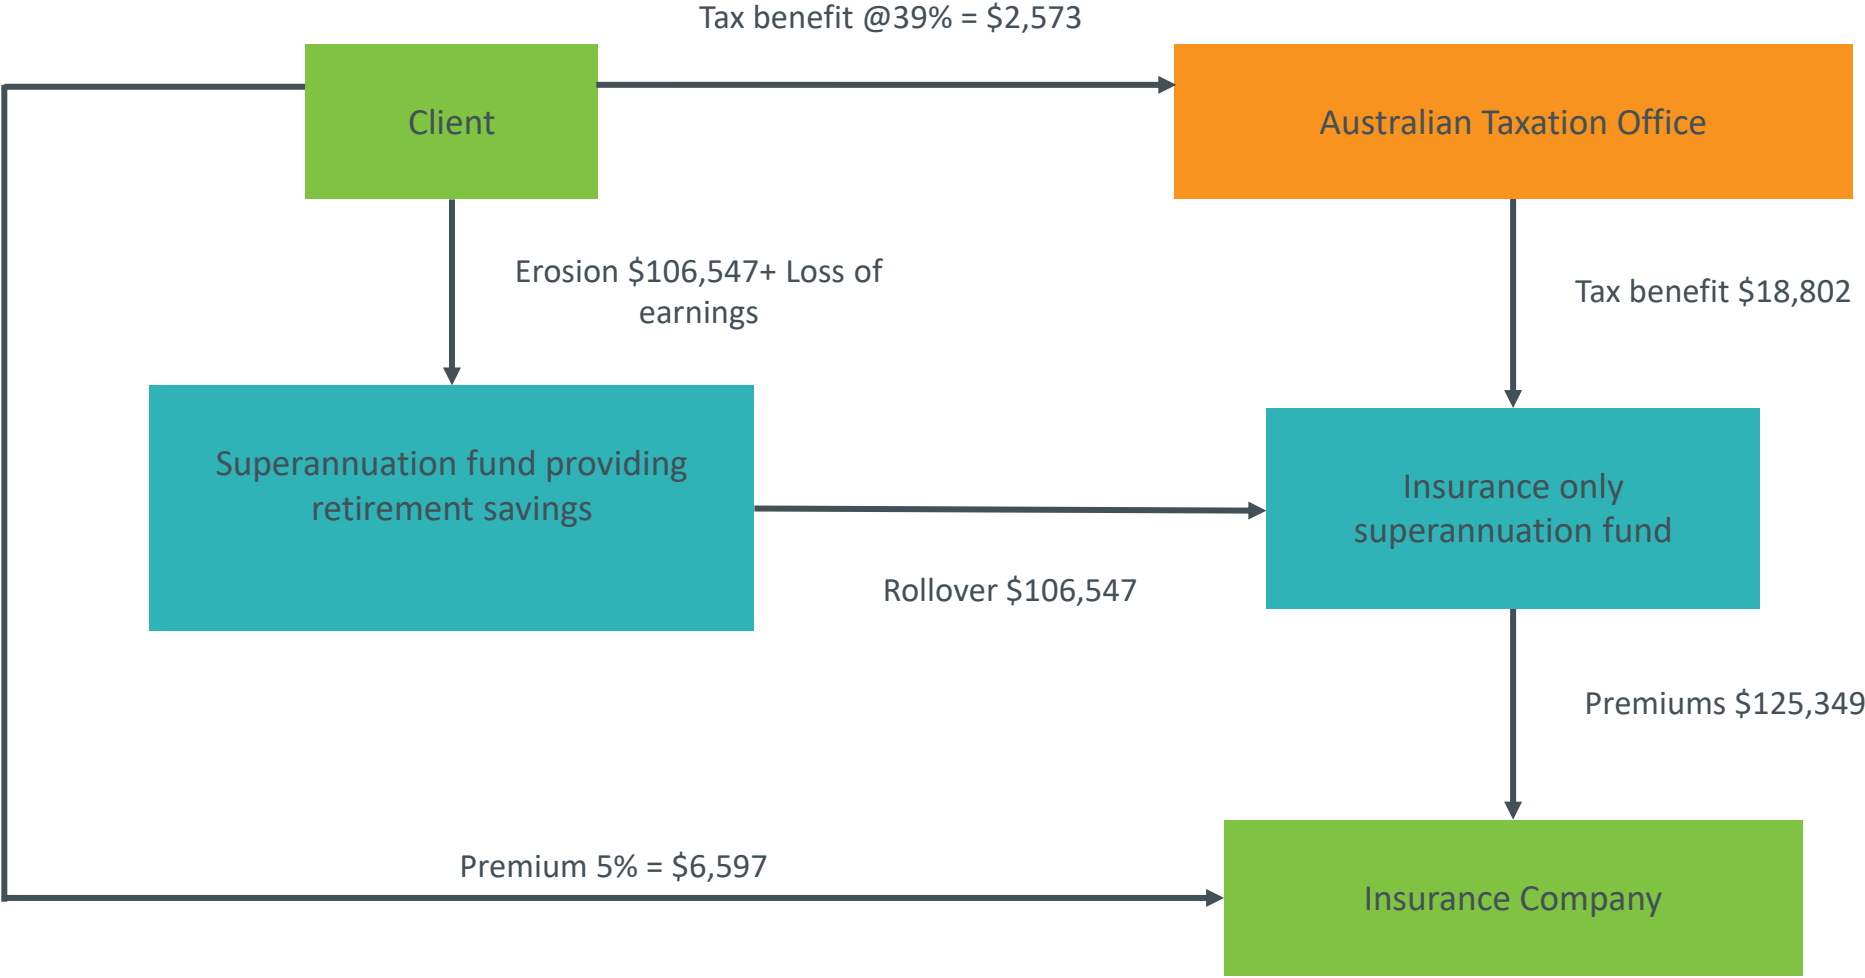 Tax benefit @39% = $2,573
Client
Australian Taxation Office
Erosion $106,547+ Loss of
earnings
Tax benefit $18,802
Superannuation fund providing
retirement savings
Insurance only
superannuation fund
Rollover $106,547
Premiums $125,349
Premium 5% = $6,597
Insurance Company